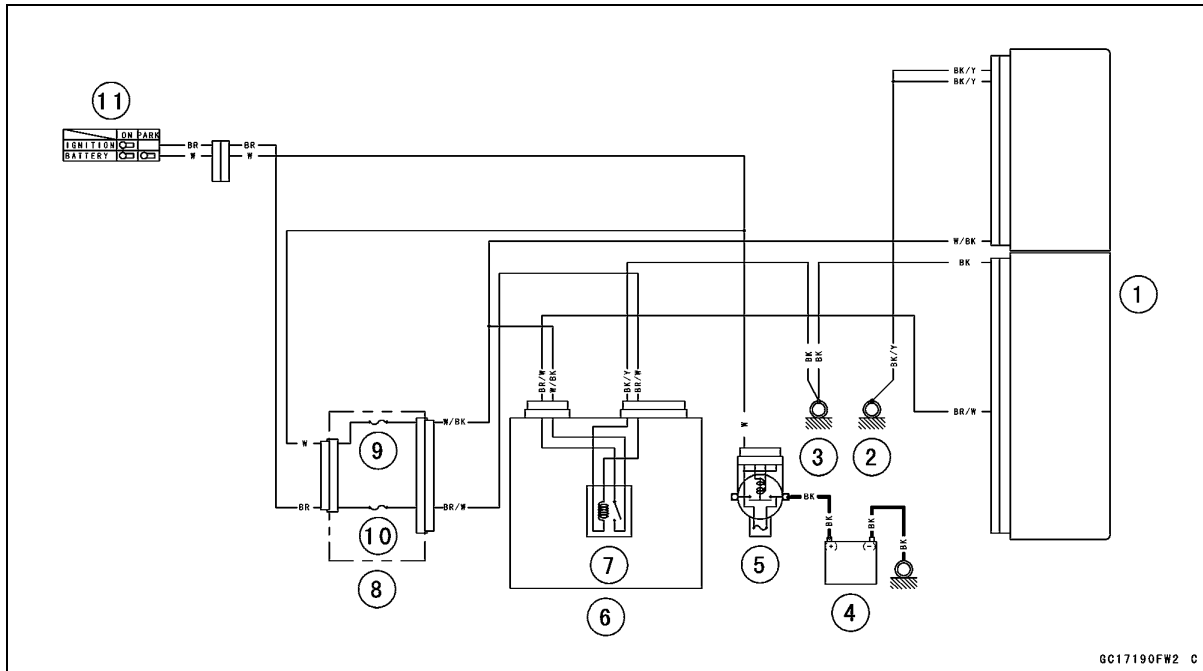 11
ON PARK
IGNITION
BATTERY
BR
W
BR
W
BK/Y
BK/Y
W/BK
BK
1
BR/W
W/BK
BK/Y
BR/W
BK
BK
BK/Y
BR/W
W
W/BK
9
W
3
2
BR
BR/W
10
BK
BK
BK
(+)
(-)
7
5
8
4
6
GC17190FW2 C